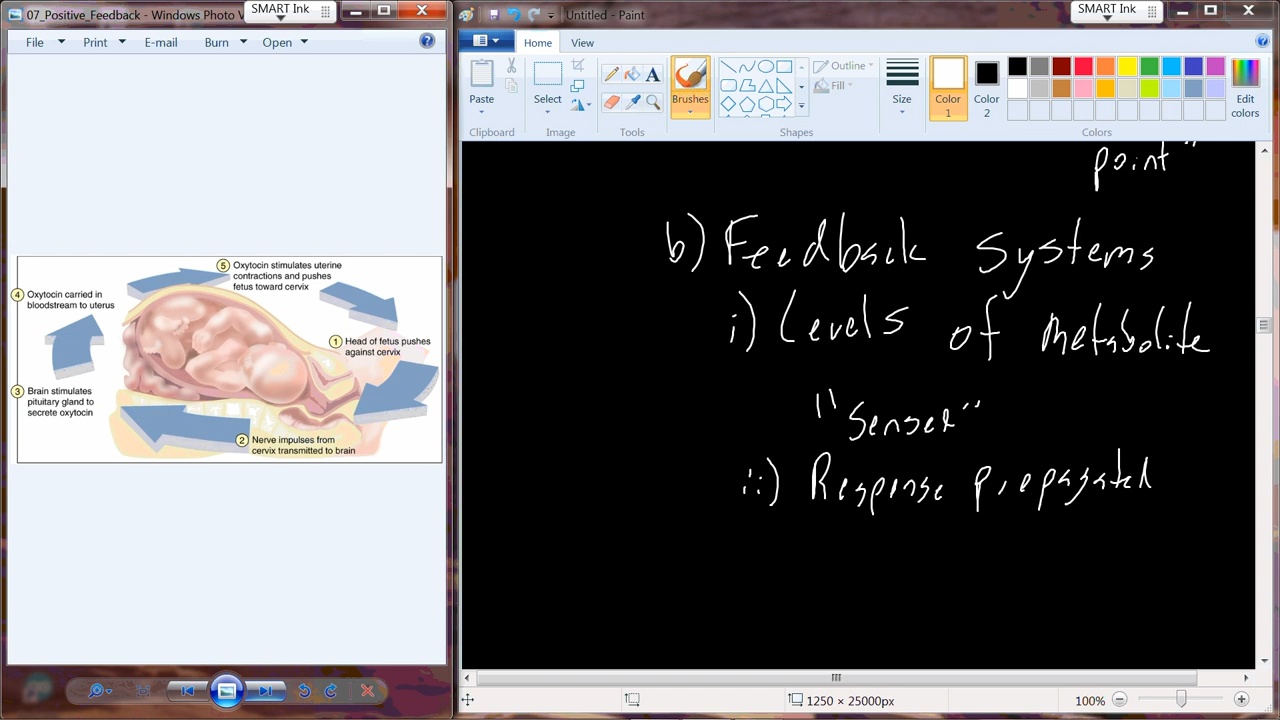 07_Positive_Feedback - Windows Photo V
SMART Ink
File Print E-mail Burn Open
5 Oxytocin stimulates uterine
contractions and pushes
fetus toward cervix
4 Oxytocin carried in
bloodstream to uterus
1 Head of fetus pushes
against cervix
3 Brain stimulates
pituitary gland to
secrete oxytocin
2 Nerve impulses from
cervix transmitted to brain
Untitled - Paint
SMART Ink
Home View
Paste
Select
Brushes
Outline
Fill
Size
Color
1
Color
2
Edit
colors
Clipboard Image Tools Shapes Colors
point"
b) Feedback Systems
i) Levels of metabolite
"Sensed"
ii) Response propagated
1250 × 25000px
100%